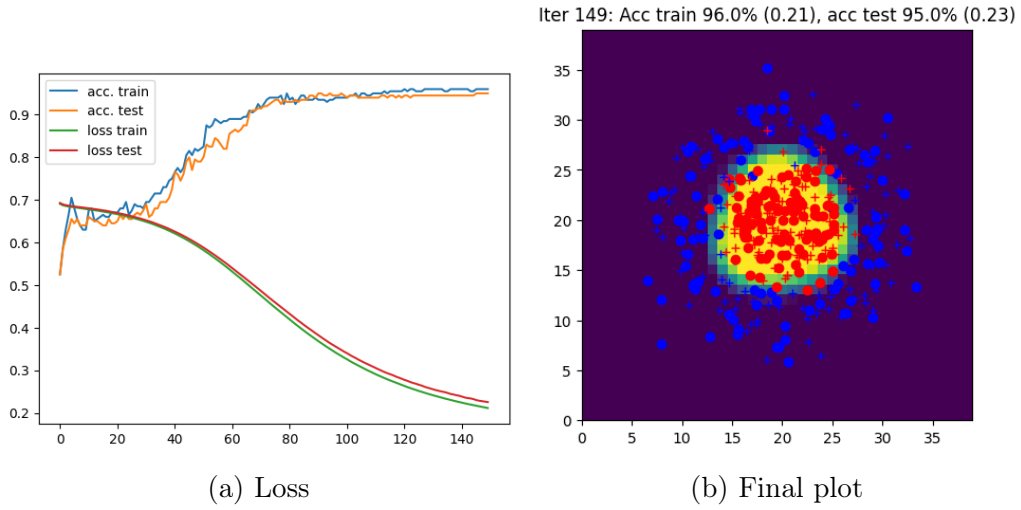 Iter 149: Acc train 96.0% (0.21), acc test 95.0% (0.23)
acc. train
acc. test
loss train
loss test
0.9
0.8
0.7
0.6
0.5
0.4
0.3
0.2
0 20 40 60 80 100 120 140
35
30
25
20
15
10
5
0
0 5 10 15 20 25 30 35
(a) Loss
(b) Final plot